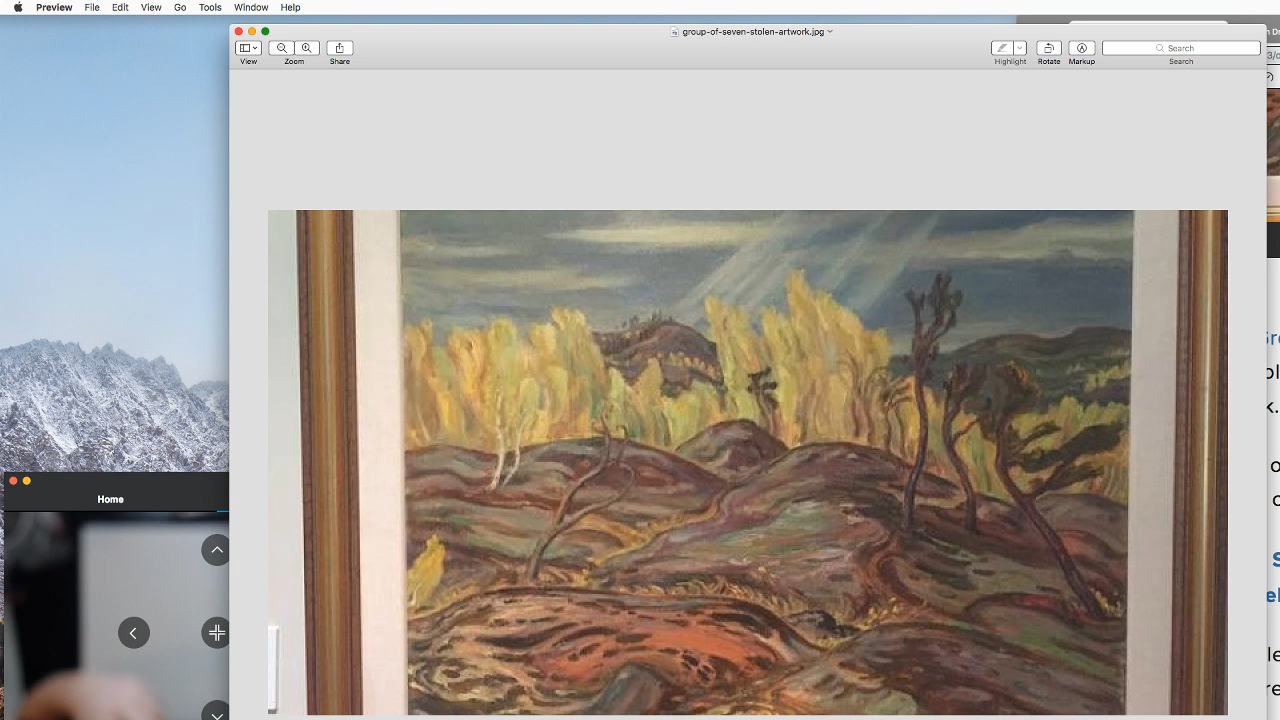 Preview File Edit View Go Tools Window Help
group-of-seven-stolen-artwork.jpg
Search
View Zoom Share Highlight Rotate Markup Search
Home